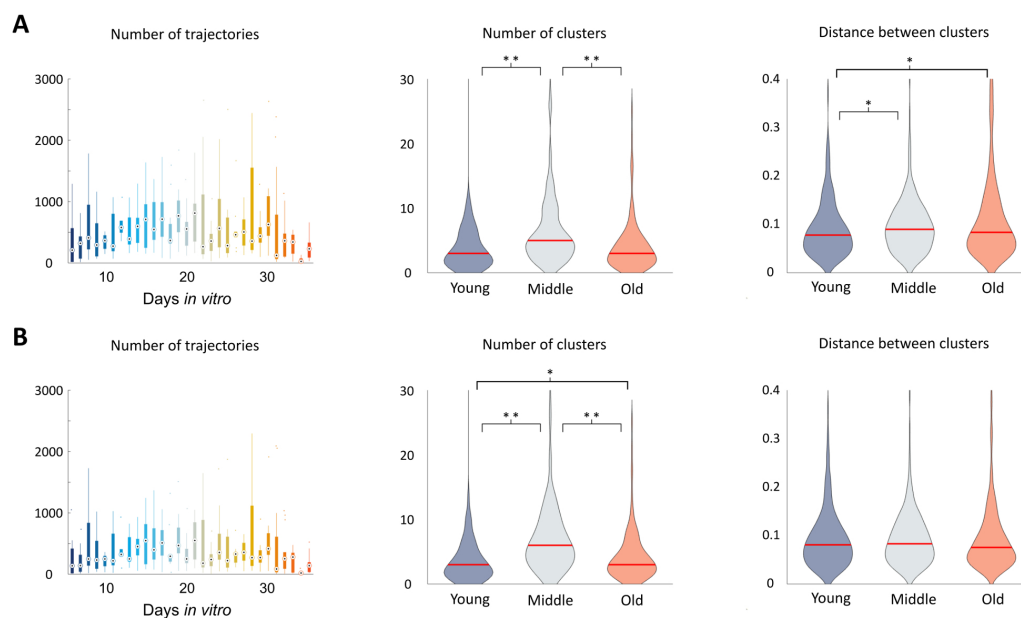 A
Number of trajectories
Number of clusters
Distance between clusters
3000
2000
1000
500
0
10
20
30
Days in vitro
30
20
10
0
** **
Young
Middle
Old
0.4
0.3
0.2
0.1
0
*
*
Young
Middle
Old
B
Number of trajectories
Number of clusters
Distance between clusters
3000
2000
1000
500
0
10
20
30
Days in vitro
30
20
10
0
*
** **
Young
Middle
Old
0.4
0.3
0.2
0.1
0
Young
Middle
Old